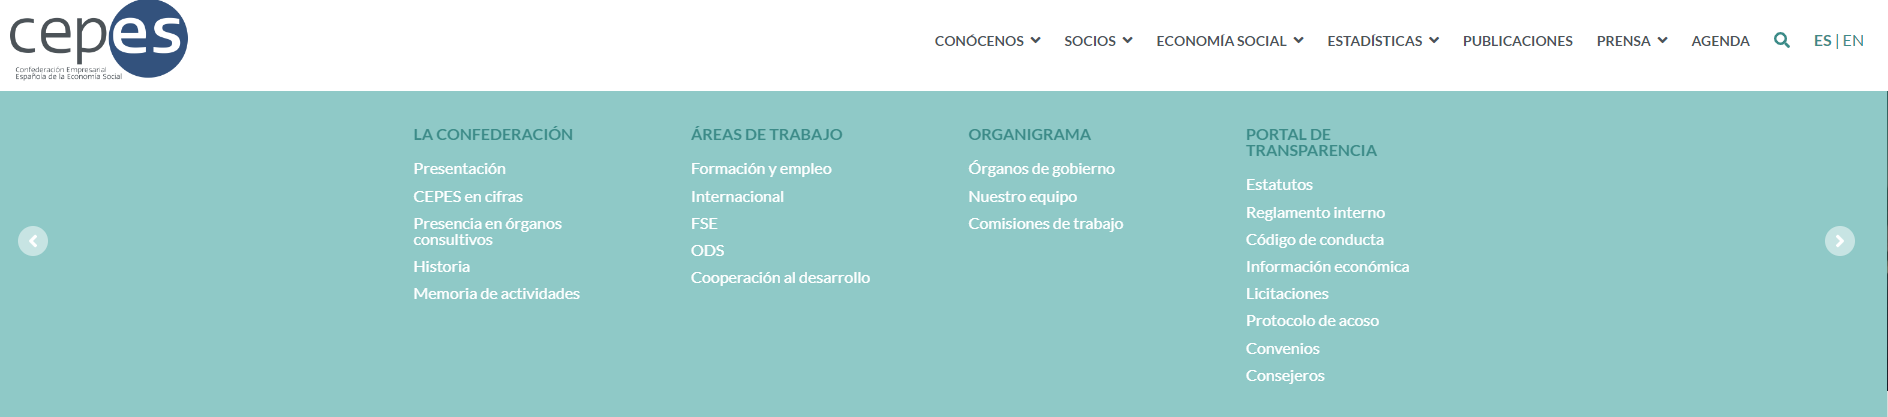 cepes
Confederación Empresarial
Española de la Economía Social
CONÓCENOS SOCIOS ECONOMÍA SOCIAL ESTADÍSTICAS PUBLICACIONES PRENSA AGENDA ES | EN
LA CONFEDERACIÓN
Presentación
CEPES en cifras
Presencia en órganos
consultivos
Historia
Memoria de actividades
ÁREAS DE TRABAJO
Formación y empleo
Internacional
FSE
ODS
Cooperación al desarrollo
ORGANIGRAMA
Órganos de gobierno
Nuestro equipo
Comisiones de trabajo
PORTAL DE
TRANSPARENCIA
Estatutos
Reglamento interno
Código de conducta
Información económica
Licitaciones
Protocolo de acoso
Convenios
Consejeros